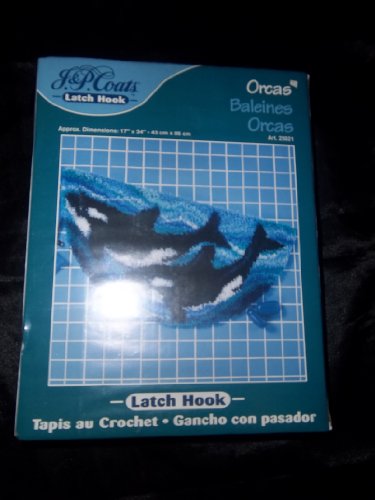 J.&P. Coats
Latch Hook
Orcas
Baleines
Orcas
Art. 25021
Approx. Dimensions: 17" x 34" - 43 cm x 86 cm
Latch Hook
Tapis au Crochet • Gancho con pasador